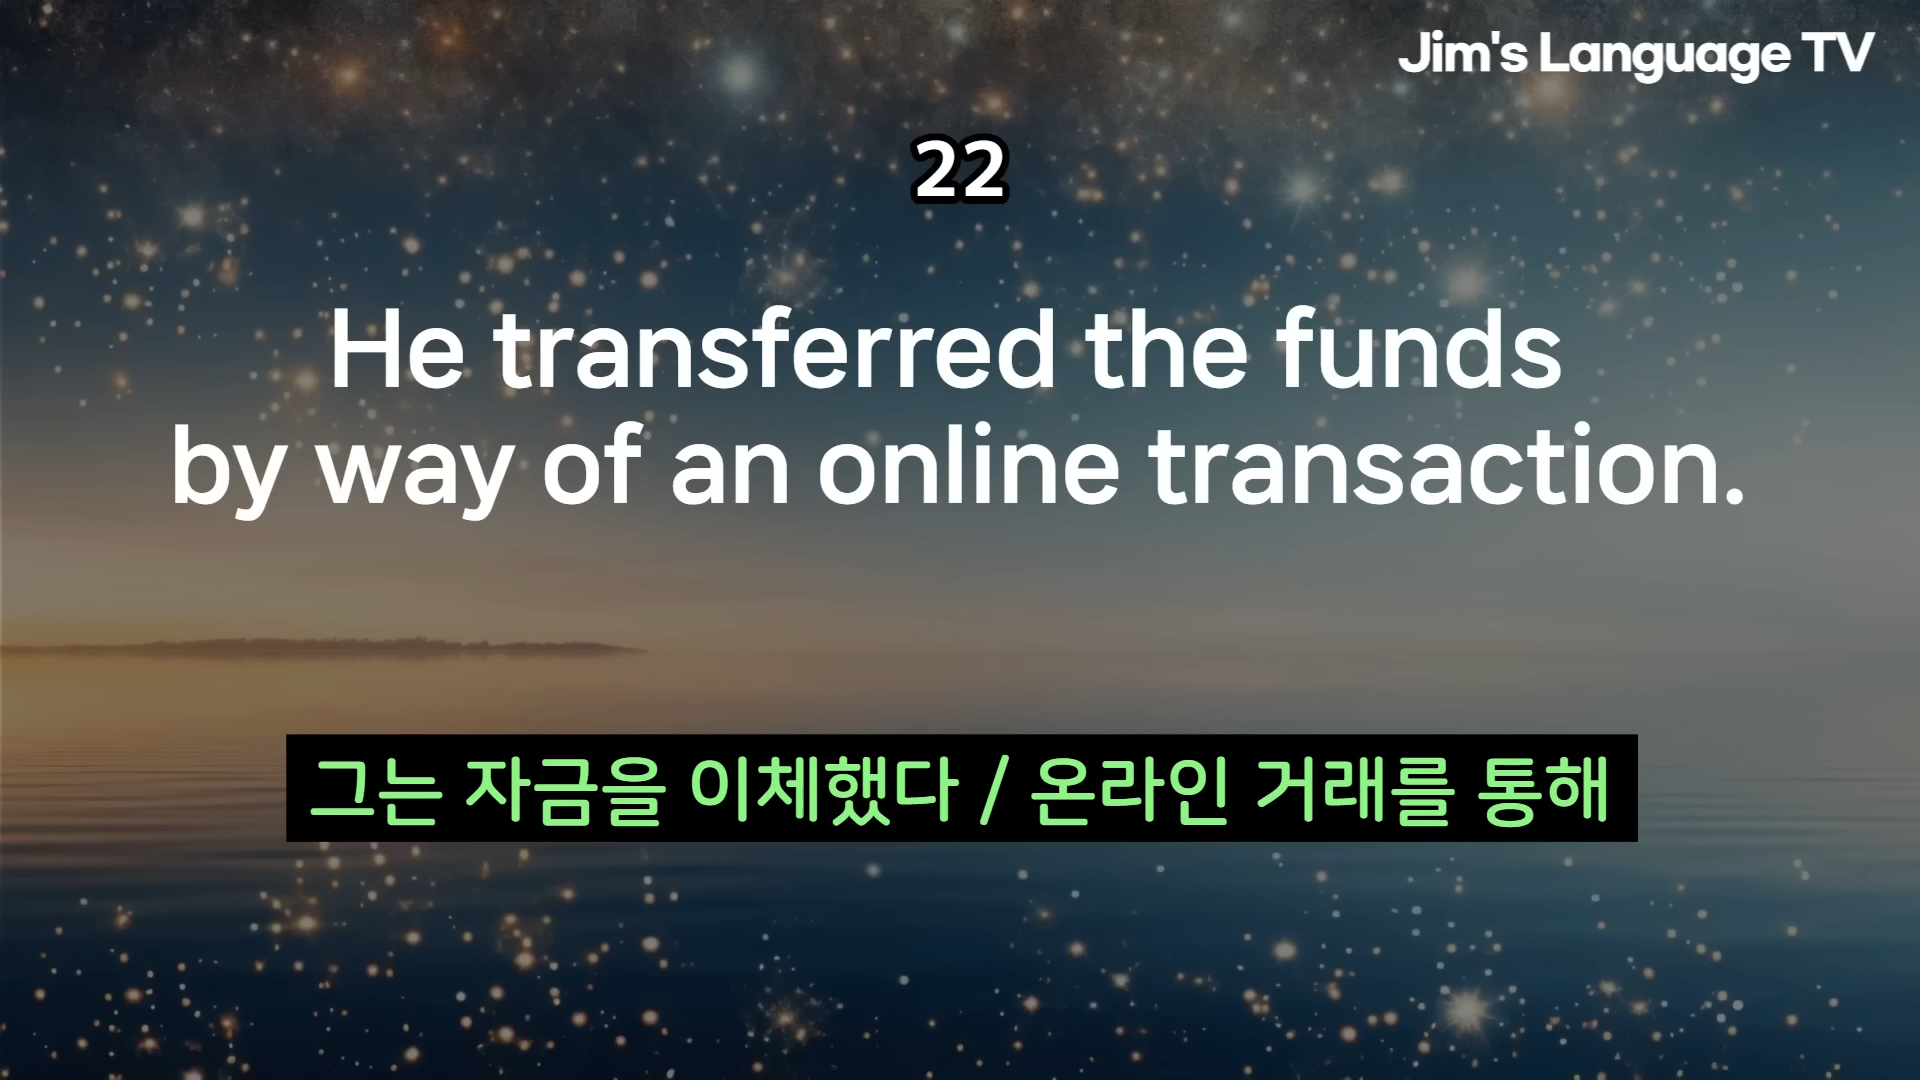 Jim's Language TV
22
He transferred the funds
by way of an online transaction.
그는 자금을 이체했다 / 온라인 거래를 통해